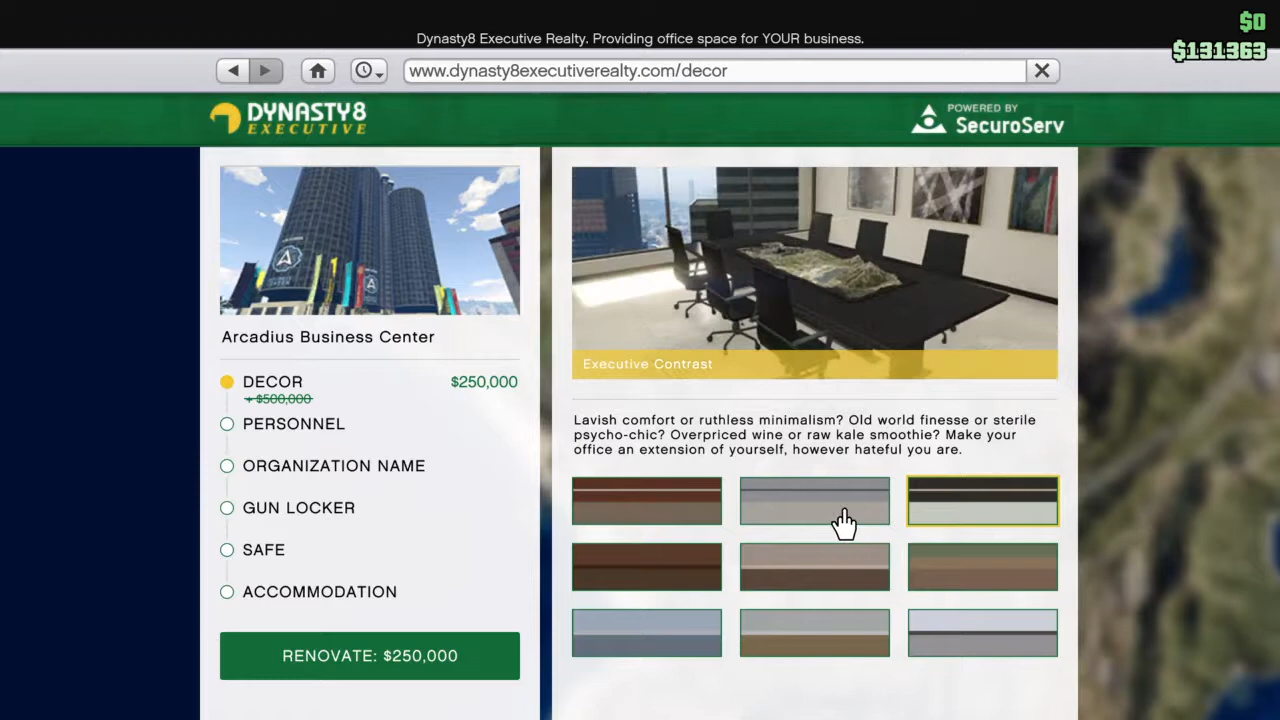 $0
$131363
Dynasty8 Executive Realty. Providing office space for YOUR business.
www.dynasty8executiverealty.com/decor
DYNASTY8
EXECUTIVE
POWERED BY
SecuroServ
Arcadius Business Center
DECOR $250,000
+$500,000
PERSONNEL
ORGANIZATION NAME
GUN LOCKER
SAFE
ACCOMMODATION
RENOVATE: $250,000
Executive Contrast
Lavish comfort or ruthless minimalism? Old world finesse or sterile
psycho-chic? Overpriced wine or raw kale smoothie? Make your
office an extension of yourself, however hateful you are.